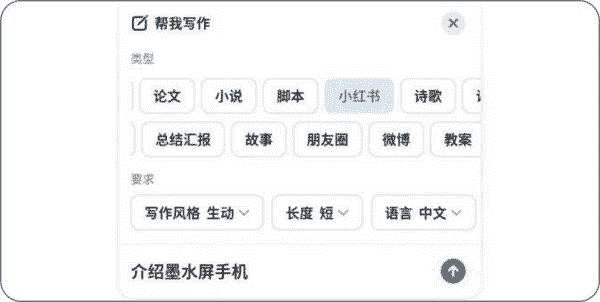 帮我写作
类型
论文 小说 脚本 小红书 诗歌
总结汇报 故事 朋友圈 微博 教案
要求
写作风格 生动 长度 短 语言 中文
介绍墨水屏手机